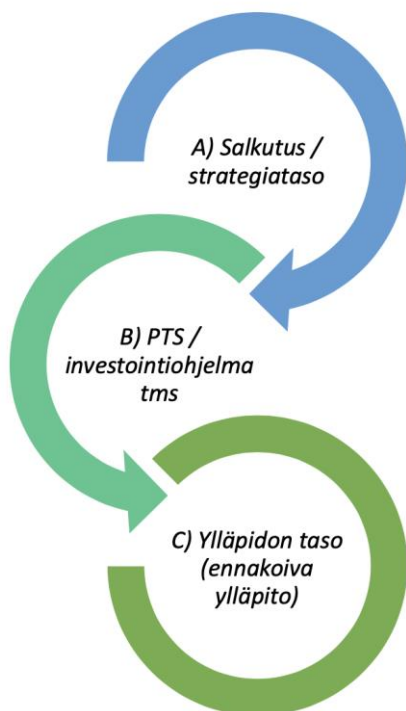 A) Salkutus /
strategiataso
B) PTS /
investointiohjelma
tms
C) Ylläpidon taso
(ennakoiva
ylläpito)